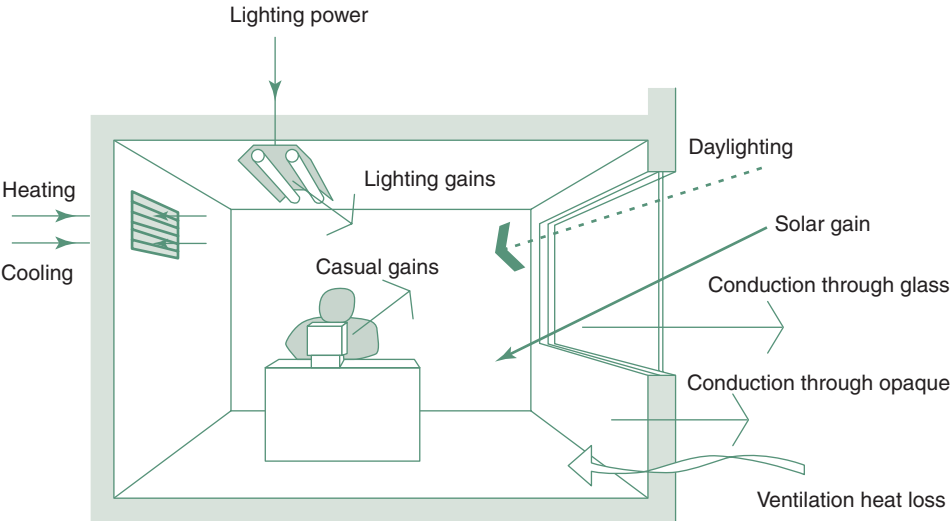 Lighting power
Daylighting
Lighting gains
Heating
Solar gain
Cooling
Casual gains
Conduction through glass
Conduction through opaque
Ventilation heat loss